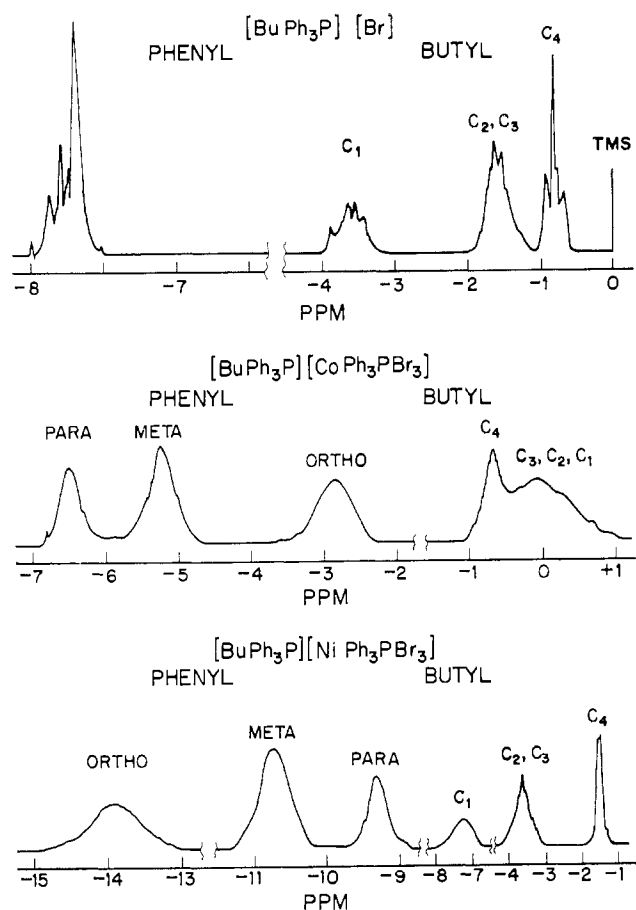 [BuPh₃P] [Br]
PHENYL BUTYL C₄
C₁ C₂, C₃ TMS
-8 -7 -4 -3 -2 -1 0
PPM
[BuPh₃P][CoPh₃PBr₃]
PHENYL BUTYL
PARA META ORTHO C₄ C₃, C₂, C₁
-7 -6 -5 -4 -3 -2 -1 0 +1
PPM
[BuPh₃P][NiPh₃PBr₃]
PHENYL BUTYL
ORTHO META PARA C₁ C₂, C₃ C₄
-15 -14 -13 -11 -10 -9 -8 -7 -4 -3 -2 -1
PPM